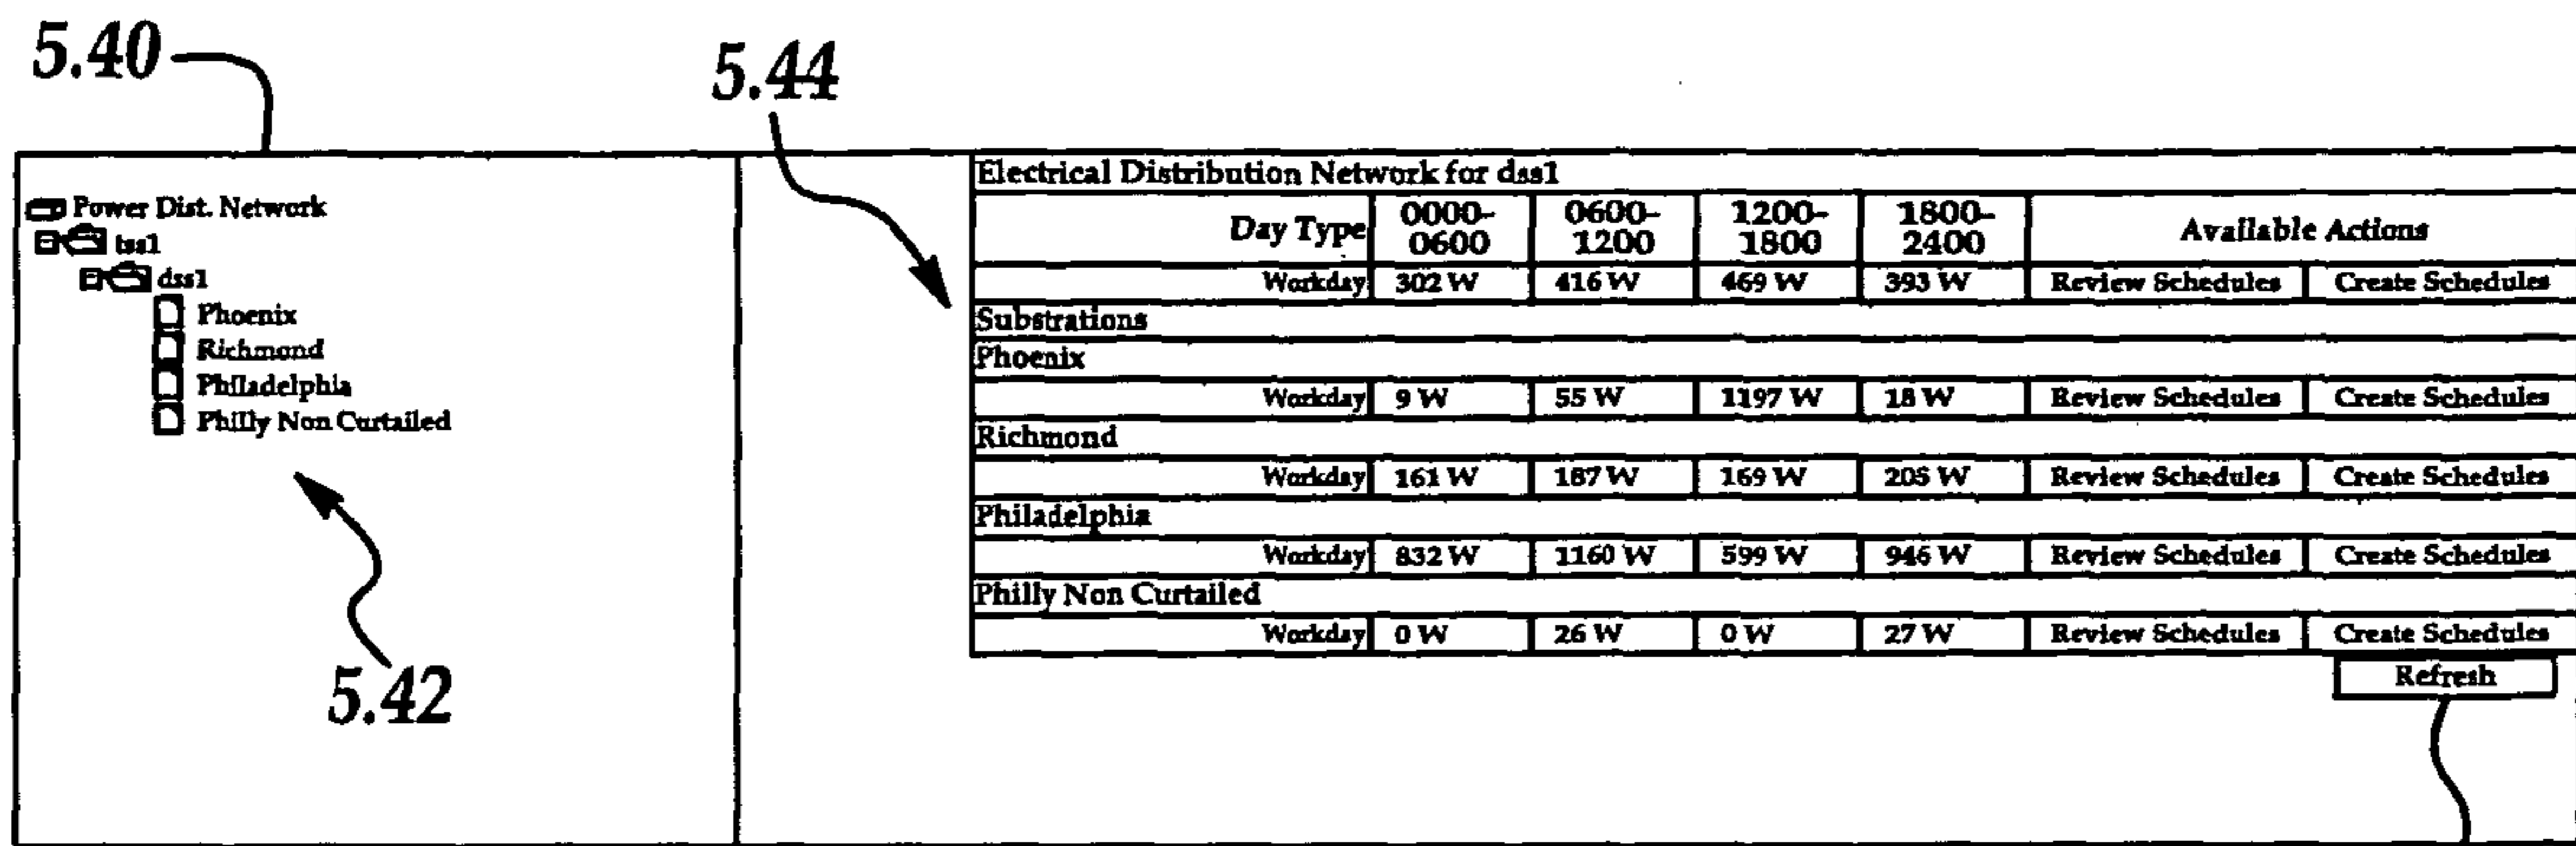 5.40
5.44
Power Dist. Network
tss1
dss1
Phoenix
Richmond
Philadelphia
Philly Non Curtailed
5.42
Electrical Distribution Network for dss1
Day Type 0000-0600 0600-1200 1200-1800 1800-2400 Available Actions
Workday 302 W 416 W 469 W 393 W Review Schedules Create Schedules
Substrations
Phoenix
Workday 9 W 55 W 1197 W 18 W Review Schedules Create Schedules
Richmond
Workday 161 W 187 W 169 W 205 W Review Schedules Create Schedules
Philadelphia
Workday 832 W 1160 W 599 W 946 W Review Schedules Create Schedules
Philly Non Curtailed
Workday 0 W 26 W 0 W 27 W Review Schedules Create Schedules
Refresh